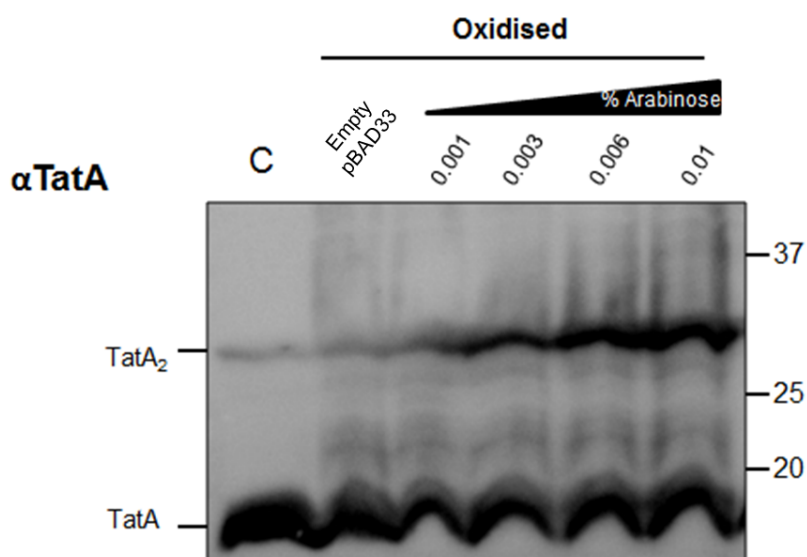 Oxidised
% Arabinose
Empty
pBAD33
C
0.001
0.003
0.006
0.01
αTatA
37
TatA₂
25
20
TatA